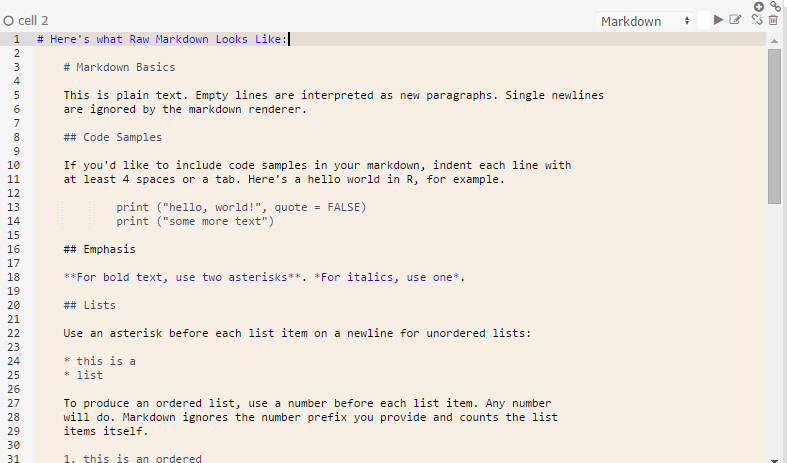 cell 2
Markdown
1 # Here's what Raw Markdown Looks Like:
2
3 # Markdown Basics
4
5 This is plain text. Empty lines are interpreted as new paragraphs. Single newlines
6 are ignored by the markdown renderer.
7
8 ## Code Samples
9
10 If you'd like to include code samples in your markdown, indent each line with
11 at least 4 spaces or a tab. Here's a hello world in R, for example.
12
13 print ("hello, world!", quote = FALSE)
14 print ("some more text")
15
16 ## Emphasis
17
18 **For bold text, use two asterisks**. *For italics, use one*.
19
20 ## Lists
21
22 Use an asterisk before each list item on a newline for unordered lists:
23
24 * this is a
25 * list
26
27 To produce an ordered list, use a number before each list item. Any number
28 will do. Markdown ignores the number prefix you provide and counts the list
29 items itself.
30
31 1. this is an ordered